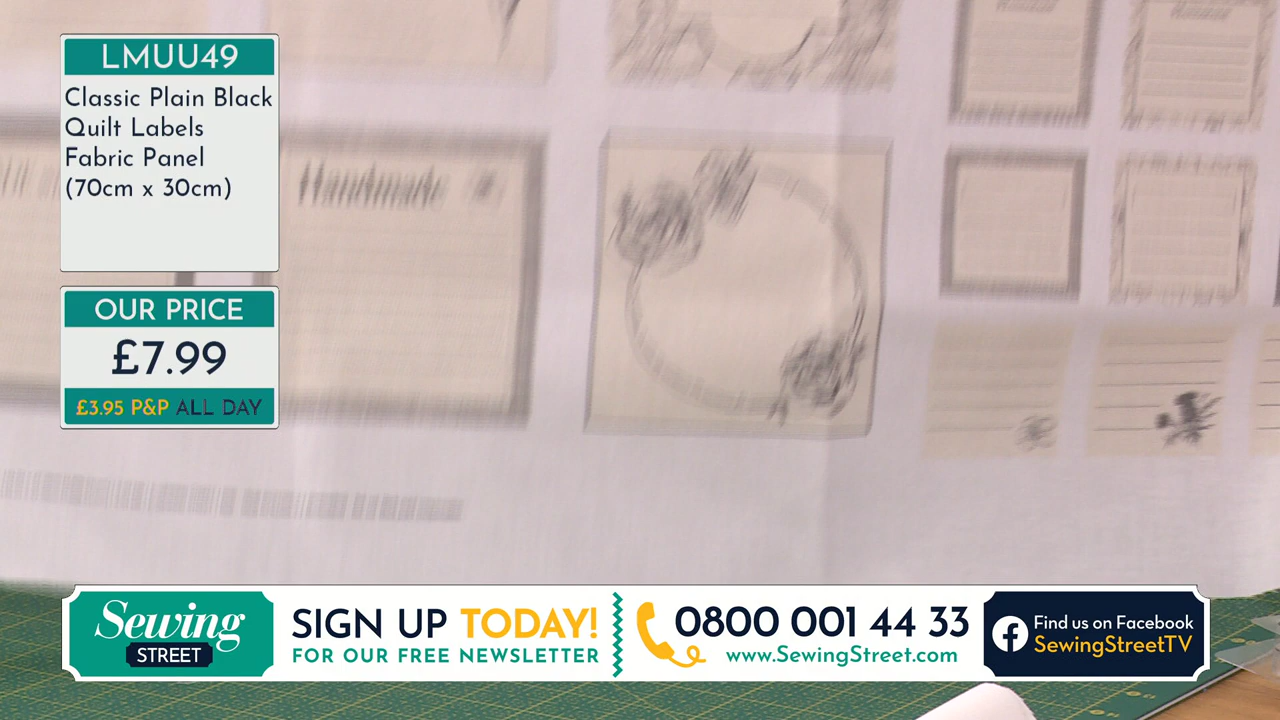 LMUU49
Classic Plain Black
Quilt Labels
Fabric Panel
(70cm x 30cm)
OUR PRICE
£7.99
£3.95 P&P ALL DAY
Handmade
Sewing
STREET
SIGN UP TODAY!
FOR OUR FREE NEWSLETTER
0800 001 44 33
www.SewingStreet.com
Find us on Facebook
SewingStreetTV